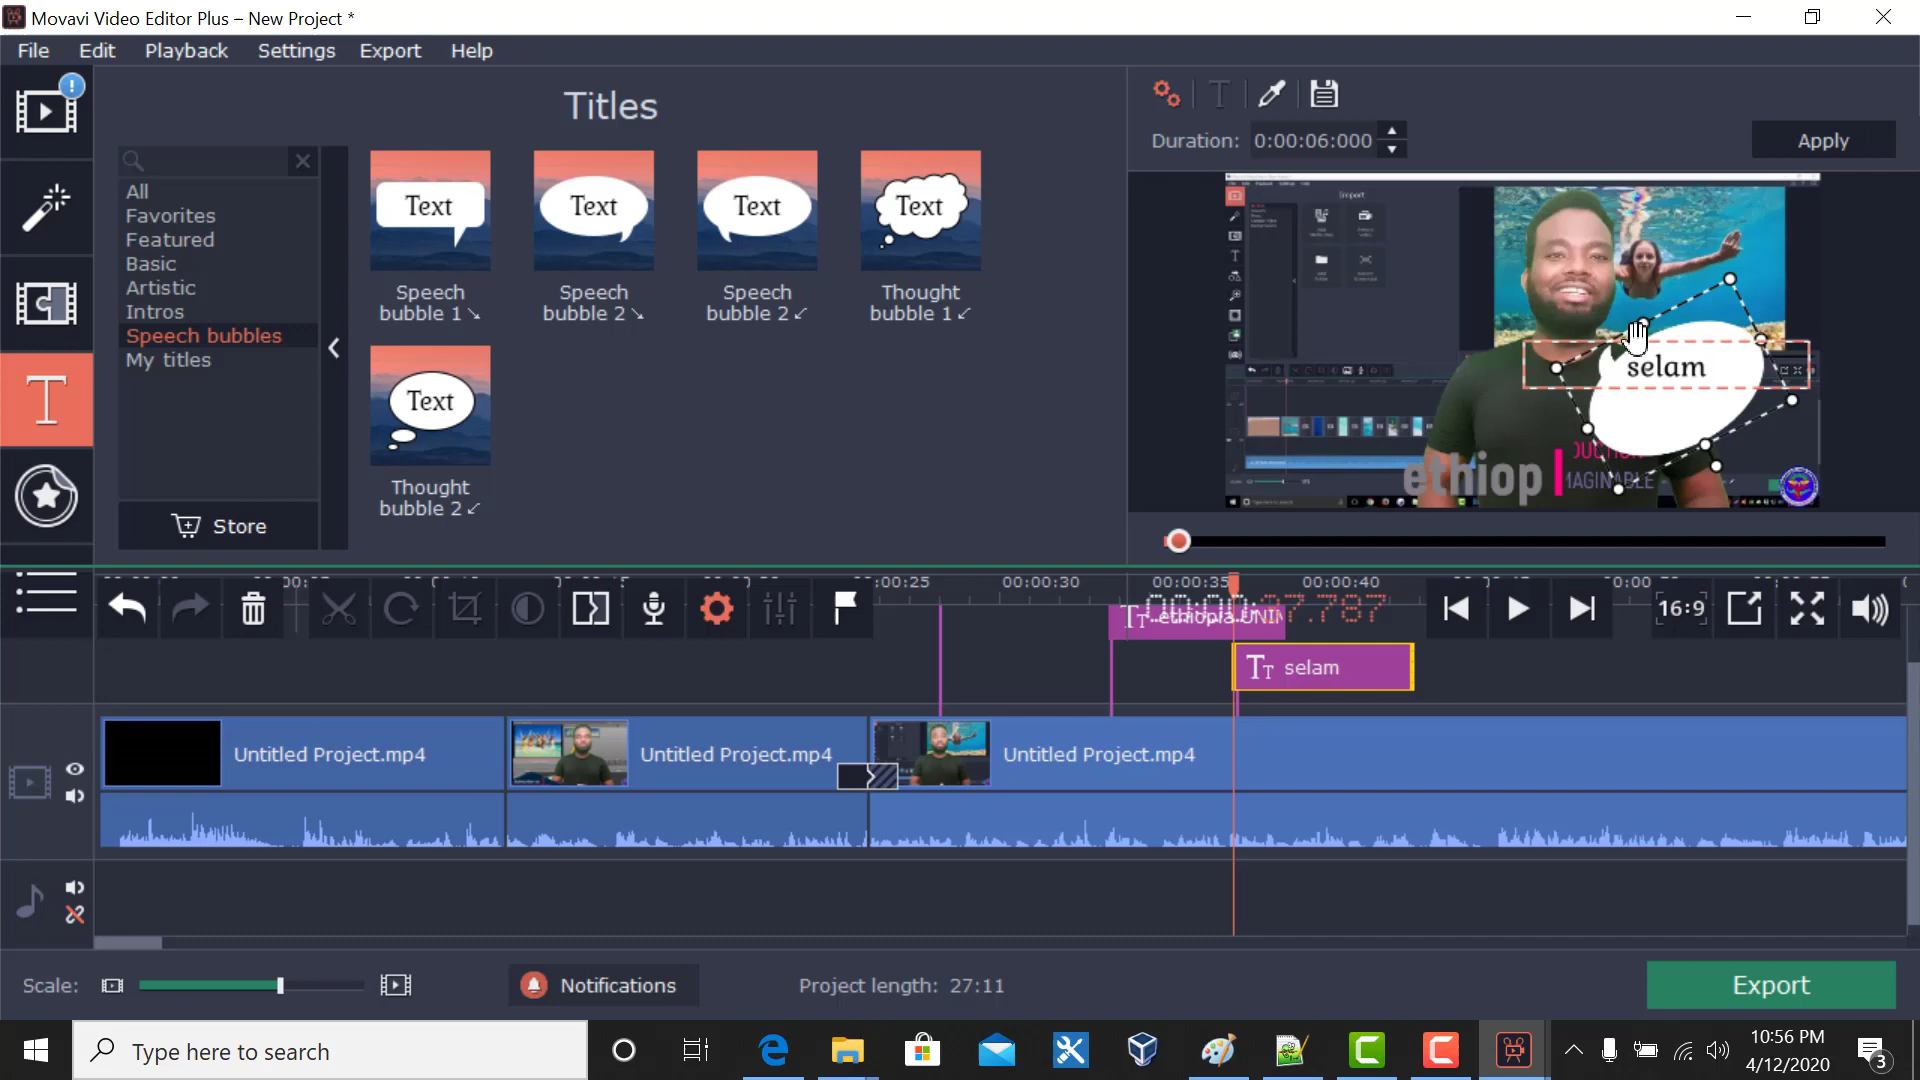 Movavi Video Editor Plus – New Project *
File Edit Playback Settings Export Help
Titles
All
Favorites
Featured
Basic
Artistic
Intros
Speech bubbles
My titles
Store
Text
Speech
bubble 1
Text
Speech
bubble 2
Text
Speech
bubble 2
Text
Thought
bubble 1
Text
Thought
bubble 2
T
Duration: 0:00:06:000
Apply
Import
selam
ethiop
00:00:30 00:00:35 00:00:40
16:9
ethiopia UNIM
selam
Untitled Project.mp4
Untitled Project.mp4
Untitled Project.mp4
Scale:
Notifications
Project length: 27:11
Export
Type here to search
10:56 PM
4/12/2020
3